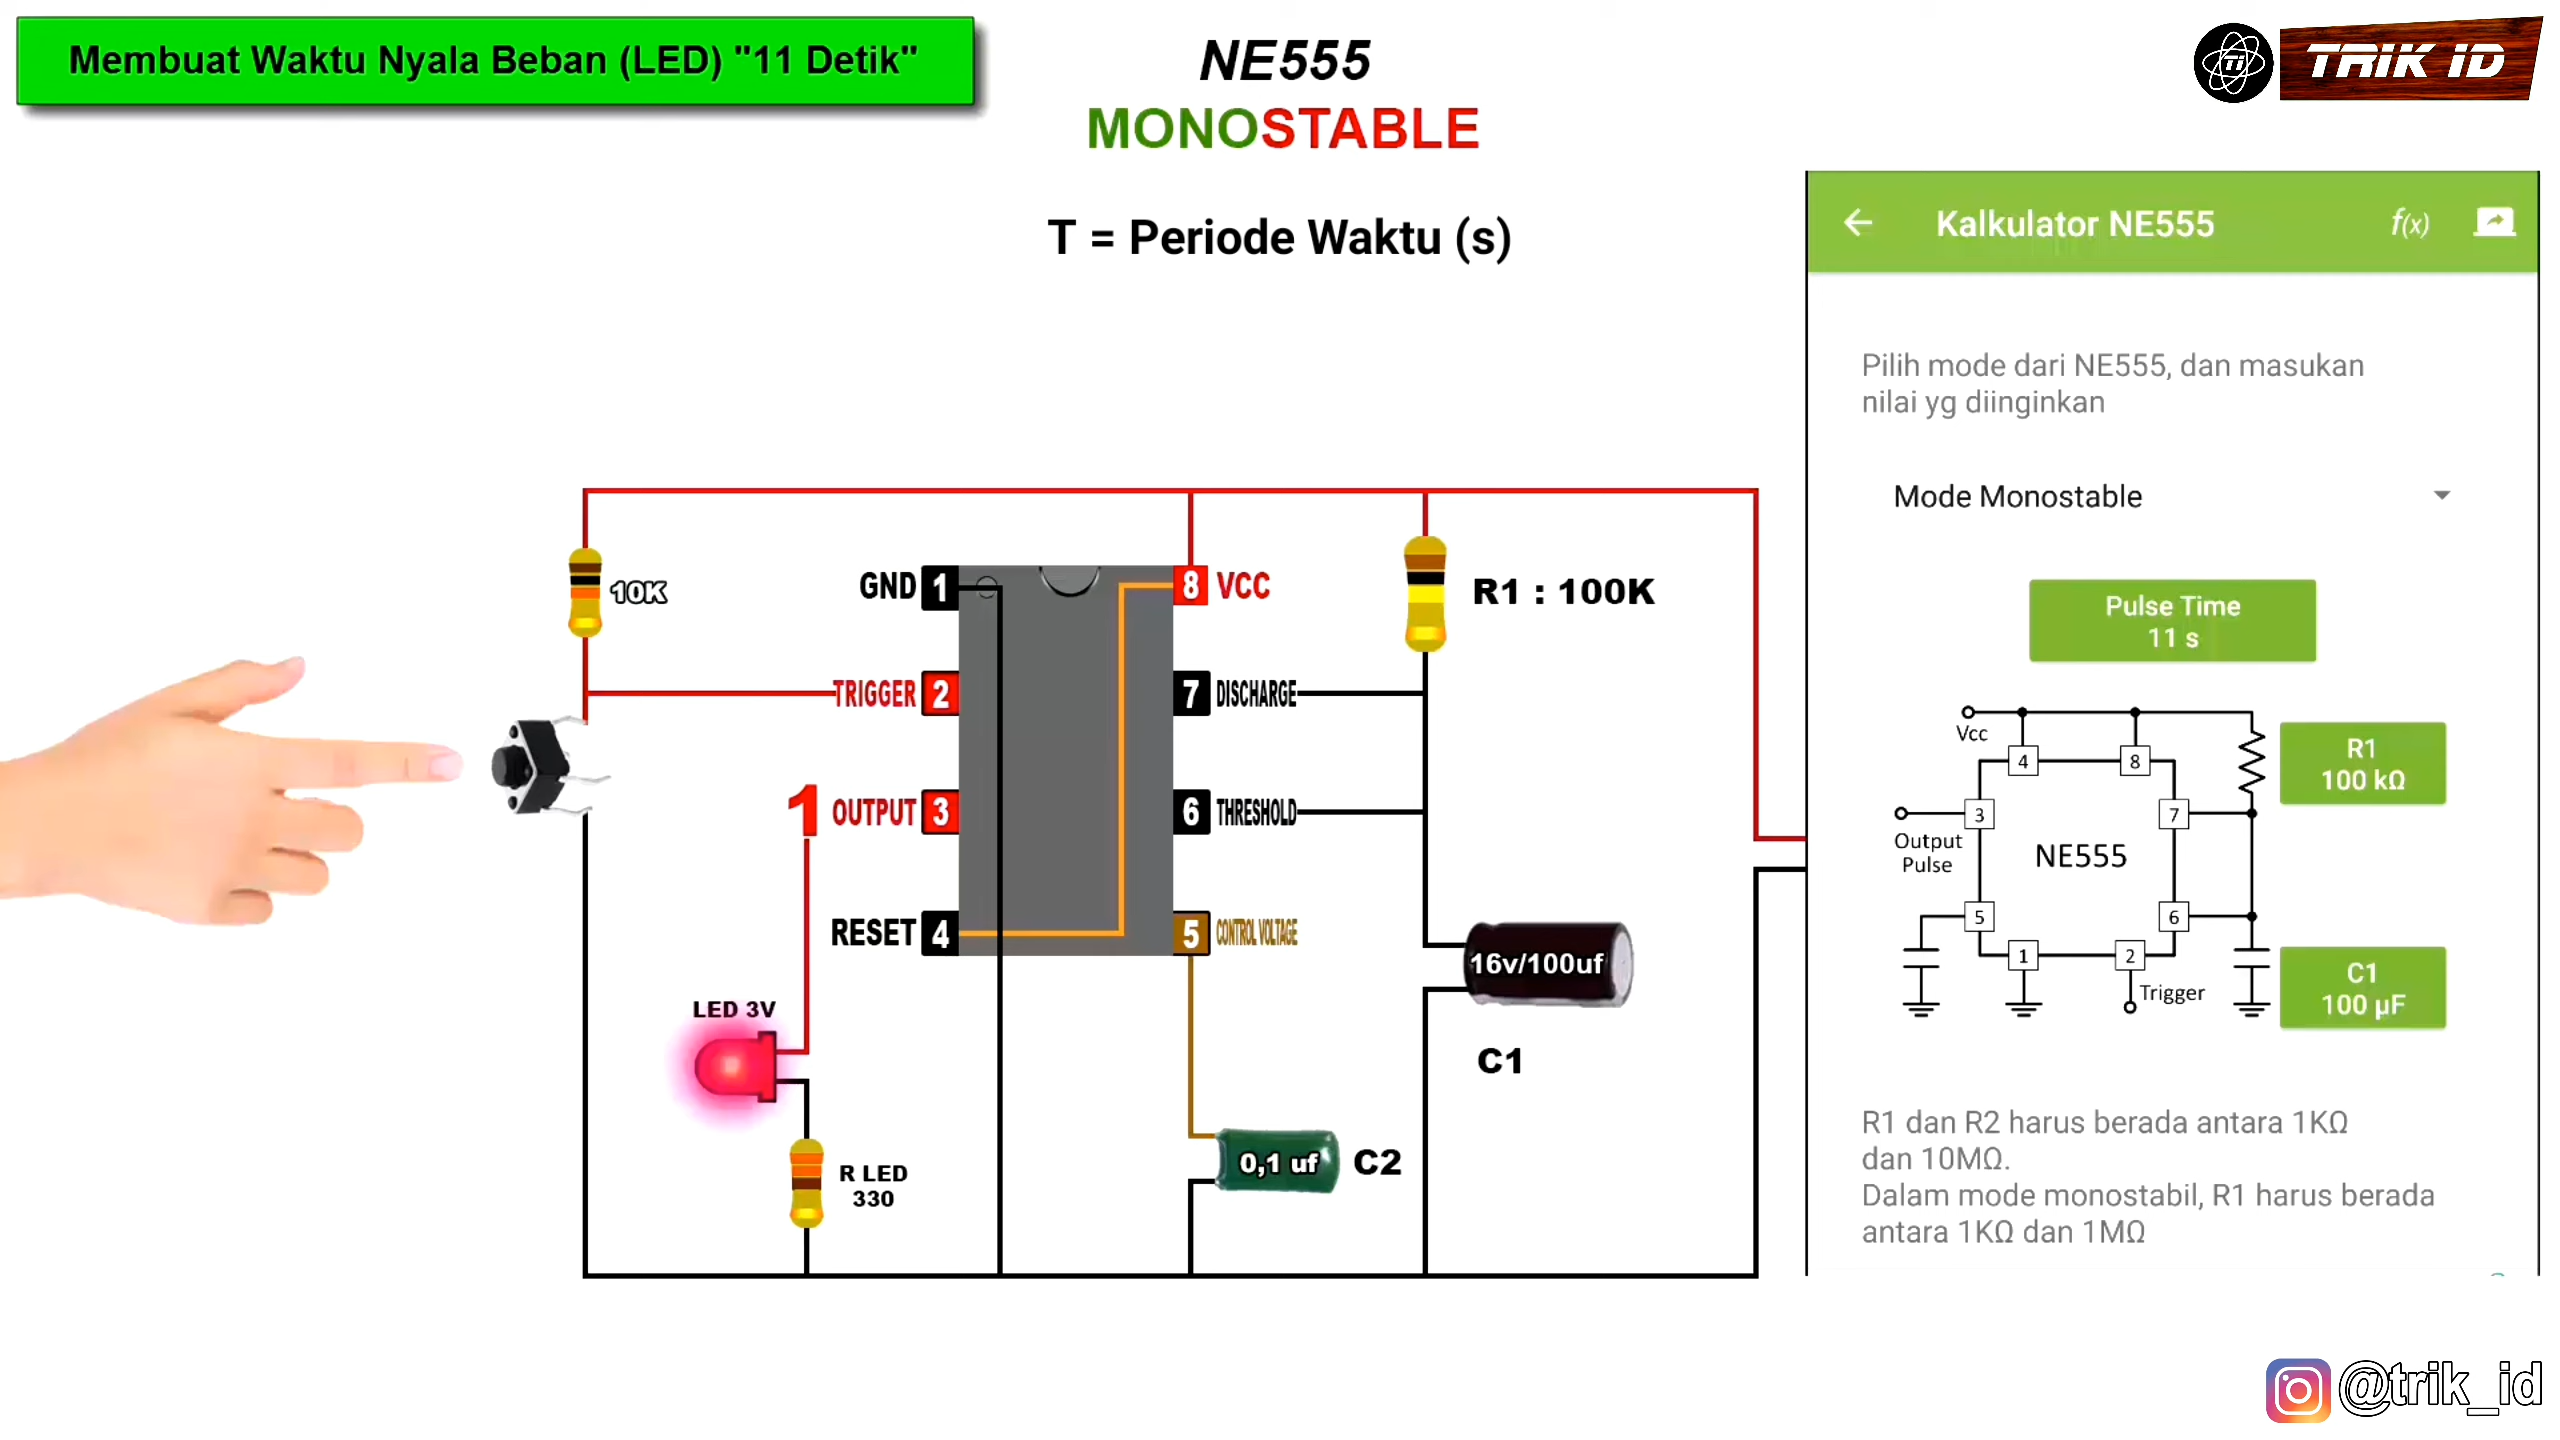 Membuat Waktu Nyala Beban (LED) "11 Detik"
NE555
MONOSTABLE
T = Periode Waktu (s)
Ti
TRIK ID
Kalkulator NE555
f(x)
Pilih mode dari NE555, dan masukan
nilai yg diinginkan
Mode Monostable
Pulse Time
11 s
Vcc
4
8
R1
100 kΩ
3
7
Output
Pulse
NE555
5
6
1
2
Trigger
C1
100 µF
R1 dan R2 harus berada antara 1KΩ
dan 10MΩ.
Dalam mode monostabil, R1 harus berada
antara 1KΩ dan 1MΩ
10K
GND 1
8 VCC
R1 : 100K
TRIGGER 2
7 DISCHARGE
1 OUTPUT 3
6 THRESHOLD
RESET 4
5 CONTROL VOLTAGE
16v/100uf
C1
LED 3V
R LED
330
0,1 uf
C2
@trik_id